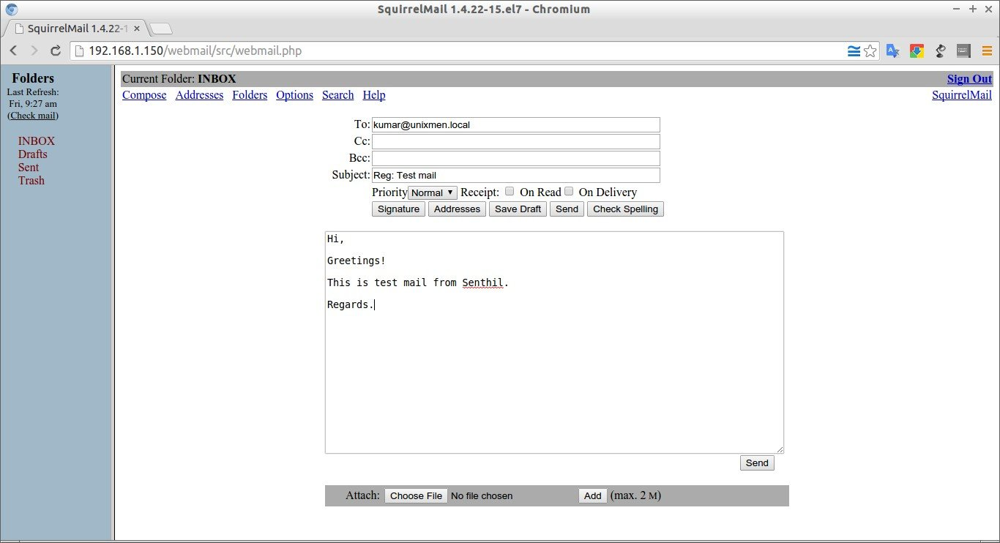 SquirrelMail 1.4.22-15.el7 - Chromium
SquirrelMail 1.4.22-1
192.168.1.150/webmail/src/webmail.php
Folders
Last Refresh:
Fri, 9:27 am
(Check mail)
INBOX
Drafts
Sent
Trash
Current Folder: INBOX Sign Out
Compose Addresses Folders Options Search Help SquirrelMail
To: kumar@unixmen.local
Cc:
Bcc:
Subject: Reg: Test mail
Priority Normal Receipt: On Read On Delivery
Signature Addresses Save Draft Send Check Spelling
Hi,
Greetings!
This is test mail from Senthil.
Regards.
Send
Attach: Choose File No file chosen Add (max. 2 M)